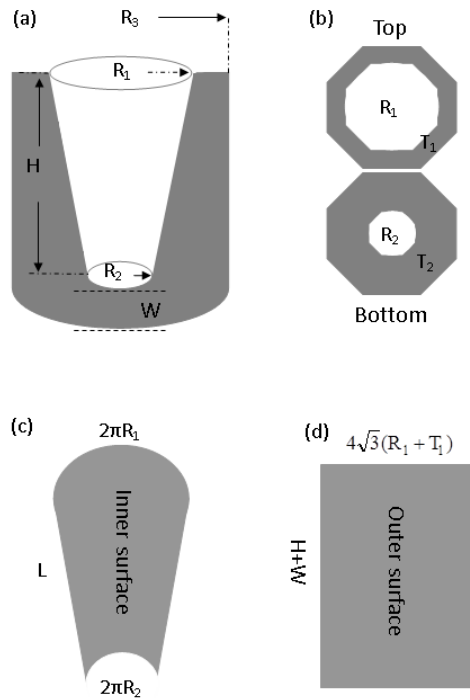 (a)
R₃
R₁
H
R₂
W
(b)
Top
R₁
T₁
R₂
T₂
Bottom
(c)
2πR₁
Inner surface
L
2πR₂
(d)
4√3(R₁ + T₁)
H+W
Outer surface